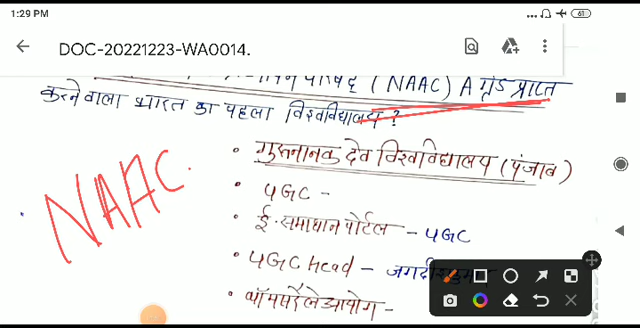 1:29 PM
61
DOC-20221223-WA0014.
परिषद ( NAAC) A ग्रेड प्राप्त
करने वाला भारत का पहला विश्वविद्यालय ?
• गुरुनानक देव विश्वविद्यालय (पंजाब)
NAAC
• UGC -
• ई. समाधान पोर्टल - UGC
• UGC Head -